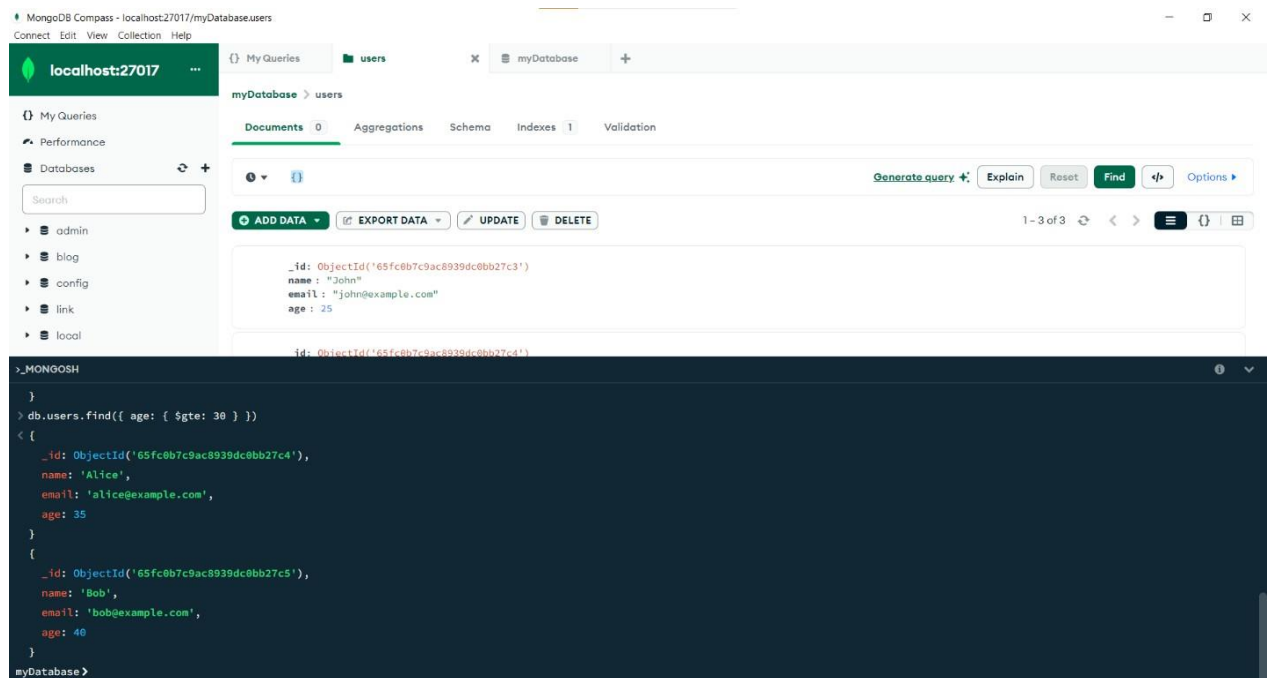 MongoDB Compass - localhost:27017/myDatabase.users
Connect Edit View Collection Help
localhost:27017 ...
{} My Queries
Performance
Databases
Search
admin
blog
config
link
local
{} My Queries users myDatabase +
myDatabase > users
Documents 0 Aggregations Schema Indexes 1 Validation
{} Generate query Explain Reset Find </> Options
ADD DATA EXPORT DATA UPDATE DELETE 1 - 3 of 3 {}
_id: ObjectId('65fc0b7c9ac8939dc0bb27c3')
name : "John"
email : "john@example.com"
age : 25
_id: ObjectId('65fc0b7c9ac8939dc0bb27c4')
>_MONGOSH
}
> db.users.find({ age: { $gte: 30 } })
< {
_id: ObjectId('65fc0b7c9ac8939dc0bb27c4'),
name: 'Alice',
email: 'alice@example.com',
age: 35
}
{
_id: ObjectId('65fc0b7c9ac8939dc0bb27c5'),
name: 'Bob',
email: 'bob@example.com',
age: 40
}
myDatabase>